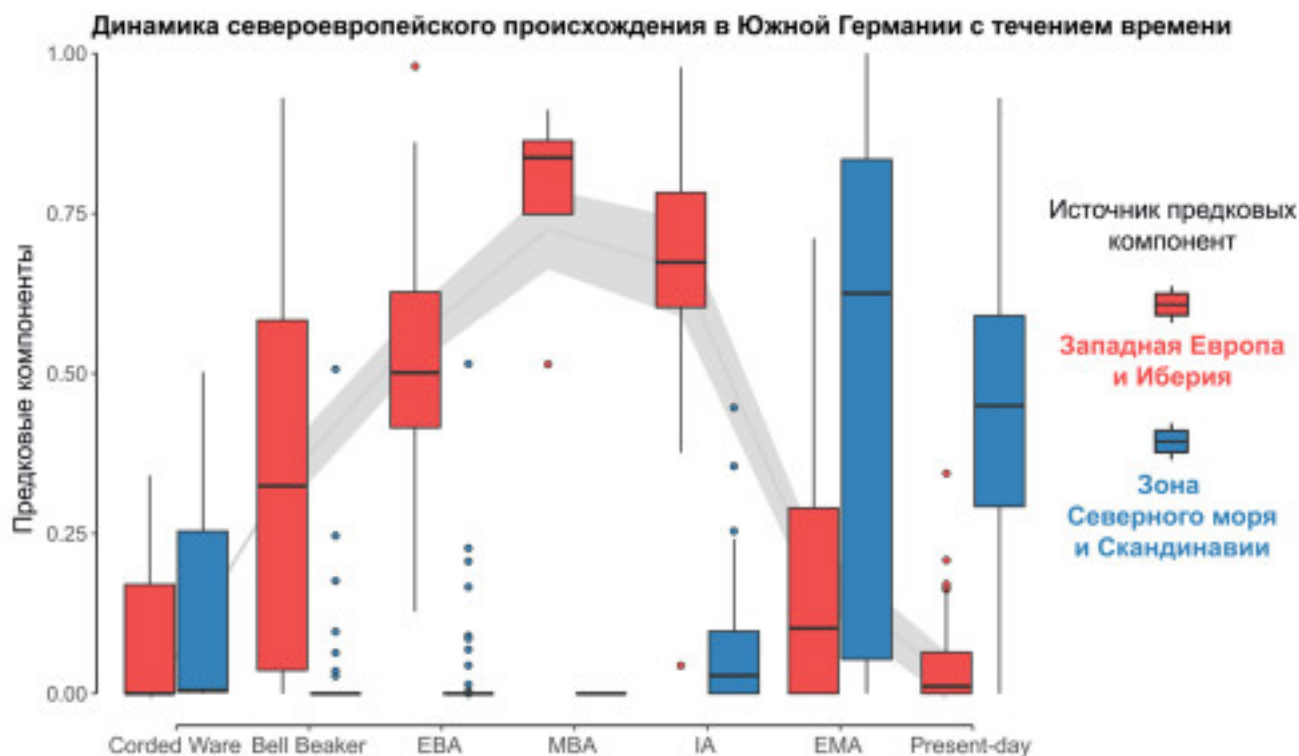 Динамика североевропейского происхождения в Южной Германии с течением времени
Предковые компоненты
1.00
0.75
0.50
0.25
0.00
Corded Ware
Bell Beaker
EBA
MBA
IA
EMA
Present-day
Источник предковых
компонент
Западная Европа
и Иберия
Зона
Северного моря
и Скандинавии